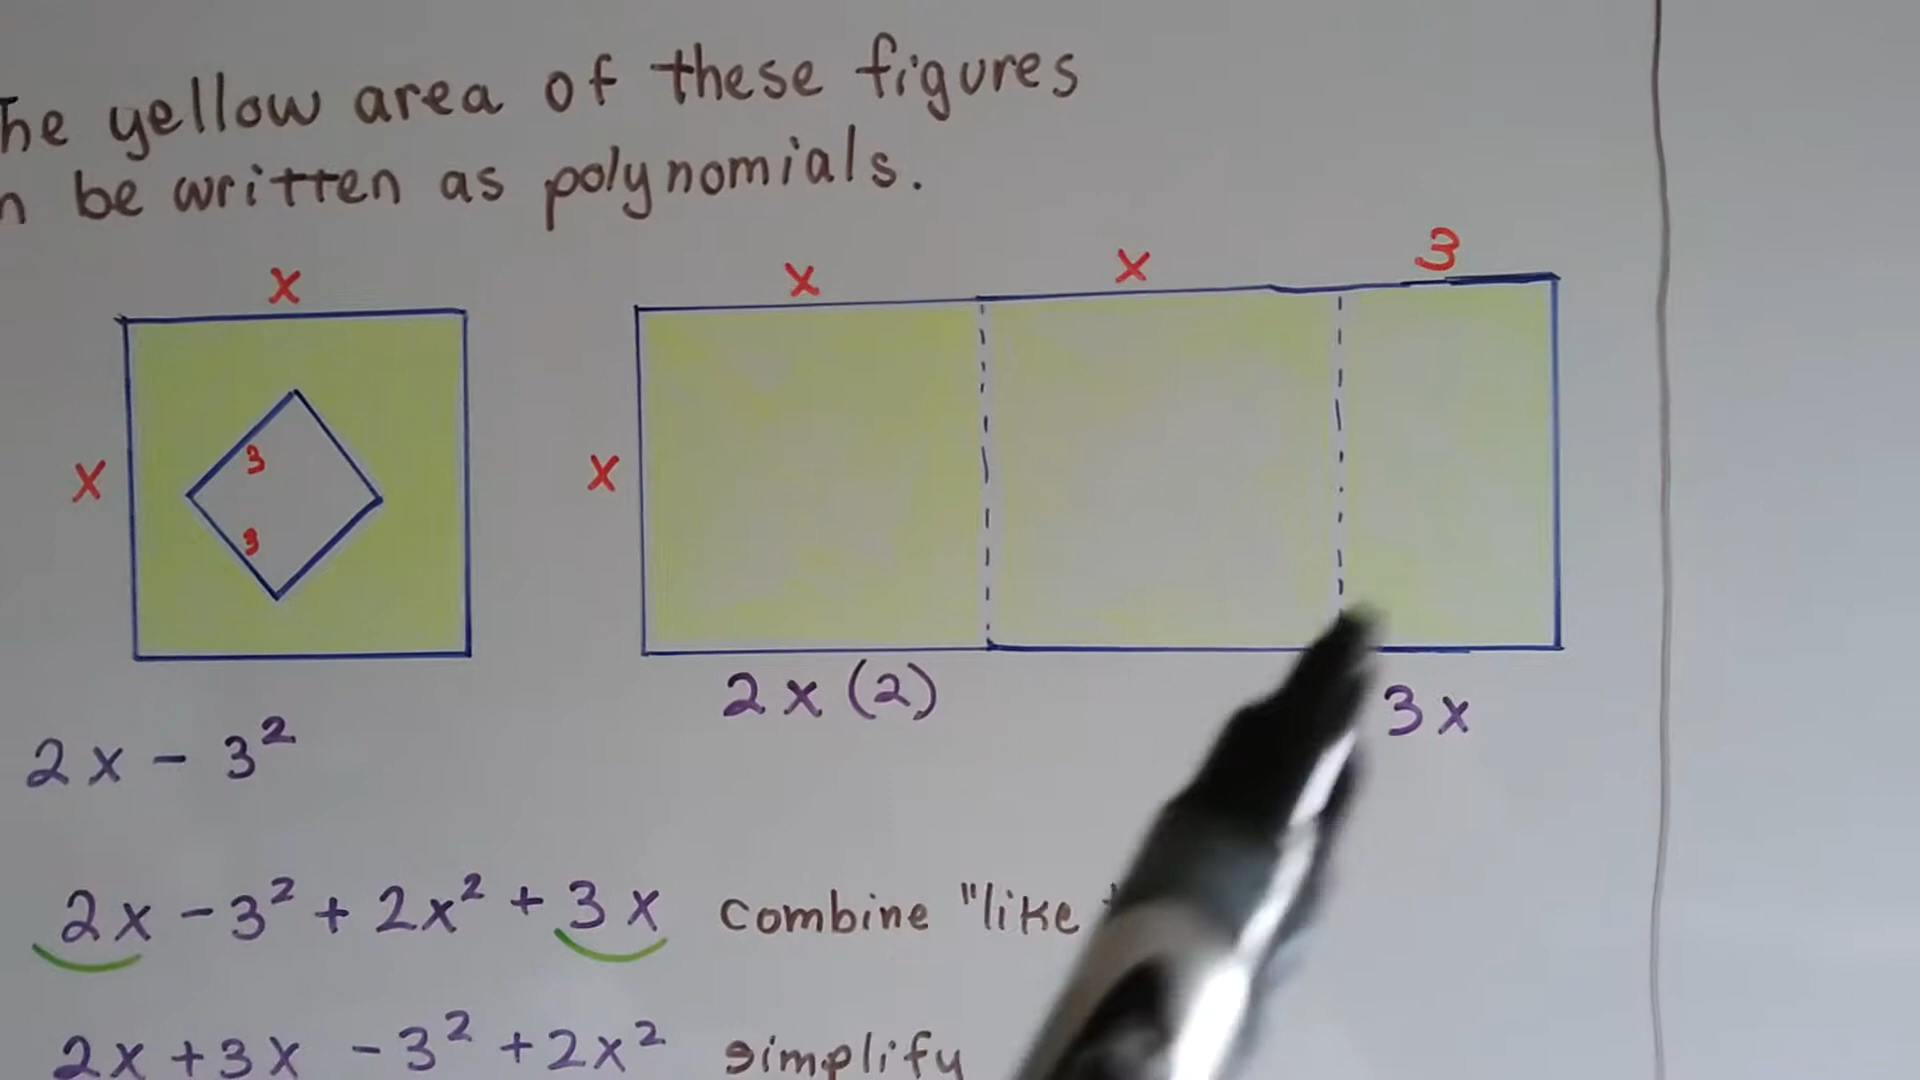 The yellow area of these figures
n be written as polynomials.
x
x
x
3
x
3
3
x
2x (2)
3x
2x - 3²
2x - 3² + 2x² + 3x combine "like
2x + 3x - 3² + 2x² simplify